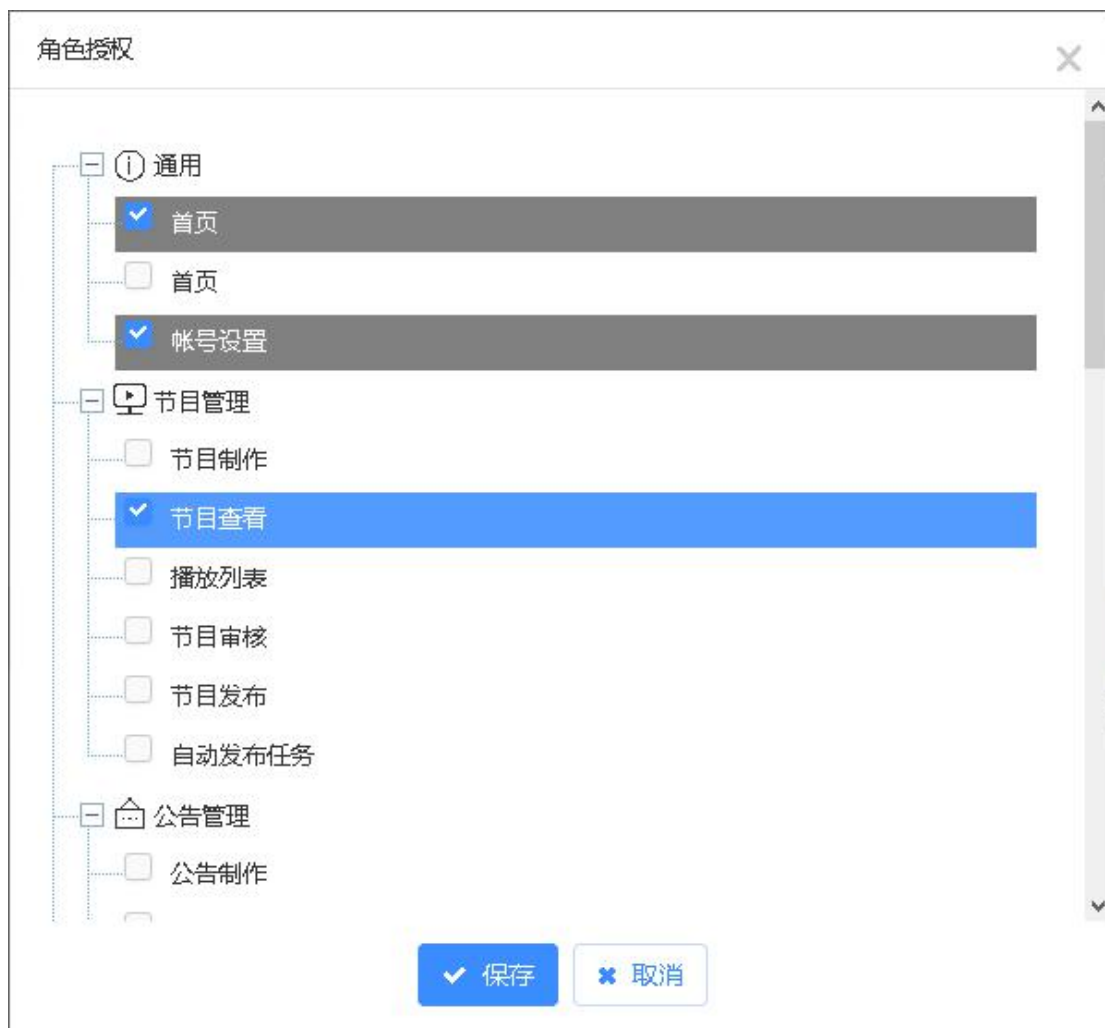 角色授权
通用
首页
首页
帐号设置
节目管理
节目制作
节目查看
播放列表
节目审核
节目发布
自动发布任务
公告管理
公告制作
保存 取消